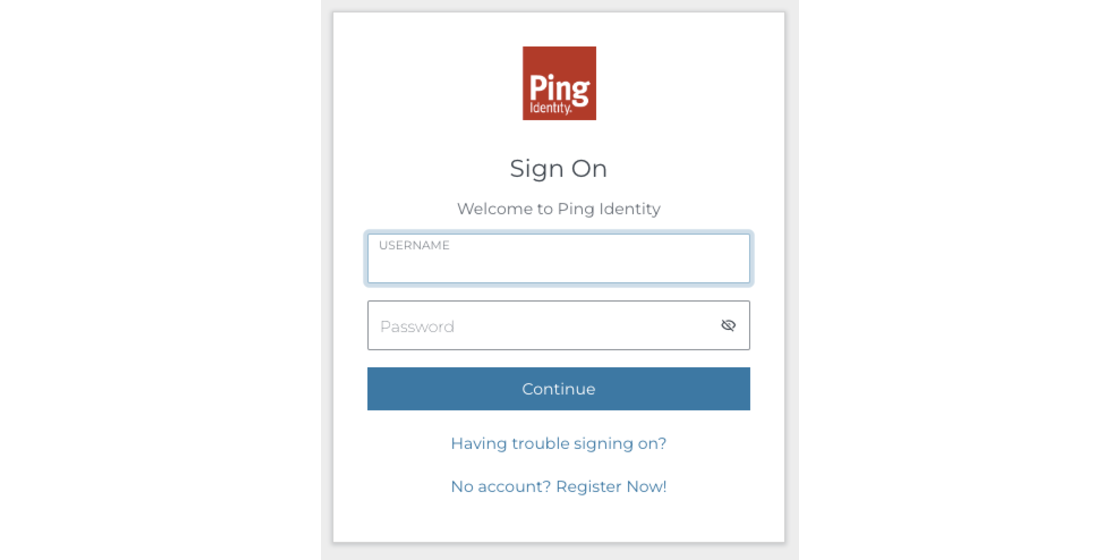 Ping
Identity.
Sign On
Welcome to Ping Identity
USERNAME
Password
Continue
Having trouble signing on?
No account? Register Now!